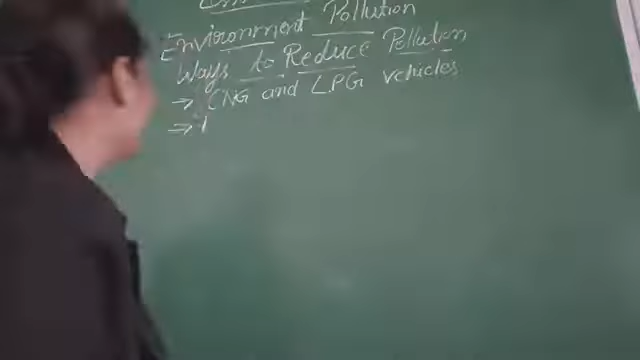 Environment Pollution
Ways to Reduce Pollution
→ CNG and LPG vehicles
⇒